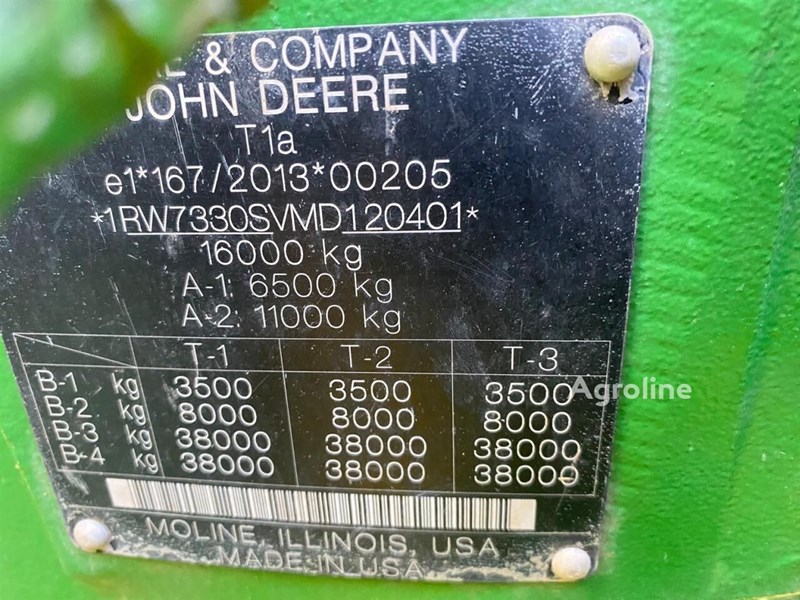 & COMPANY
JOHN DEERE
T1a
e1*167/2013*00205
*1RW7330SVMD120401*
16000 kg
A-1: 6500 kg
A-2: 11000 kg
T-1 T-2 T-3
B-1 kg 3500 3500 3500
B-2 kg 8000 8000 8000
B-3 kg 38000 38000 38000
B-4 kg 38000 38000 38000
Agroline
MOLINE, ILLINOIS, USA
MADE IN USA